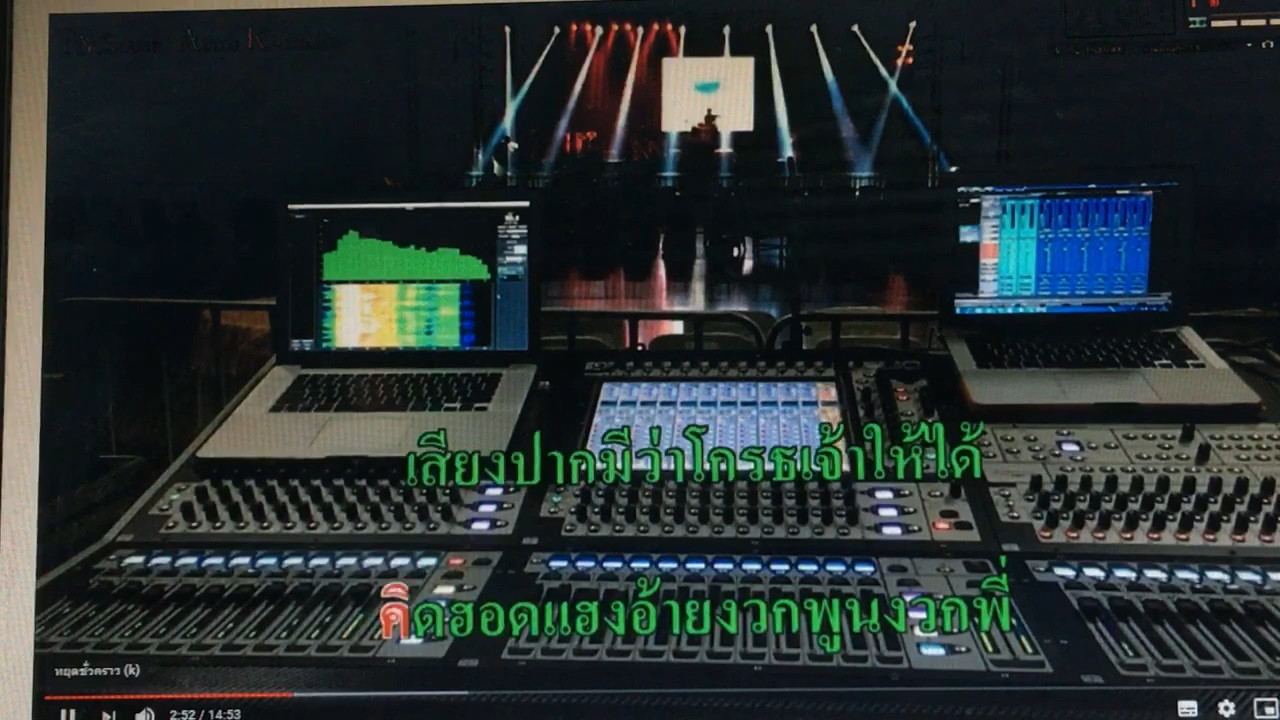 เสียงปากมีว่าโกรธเจ้าให้ได้
คิดฮอดแฮงอ้ายงวกพูนงวกพี่
หยุดชั่วคราว (k)
2:52 / 14:53